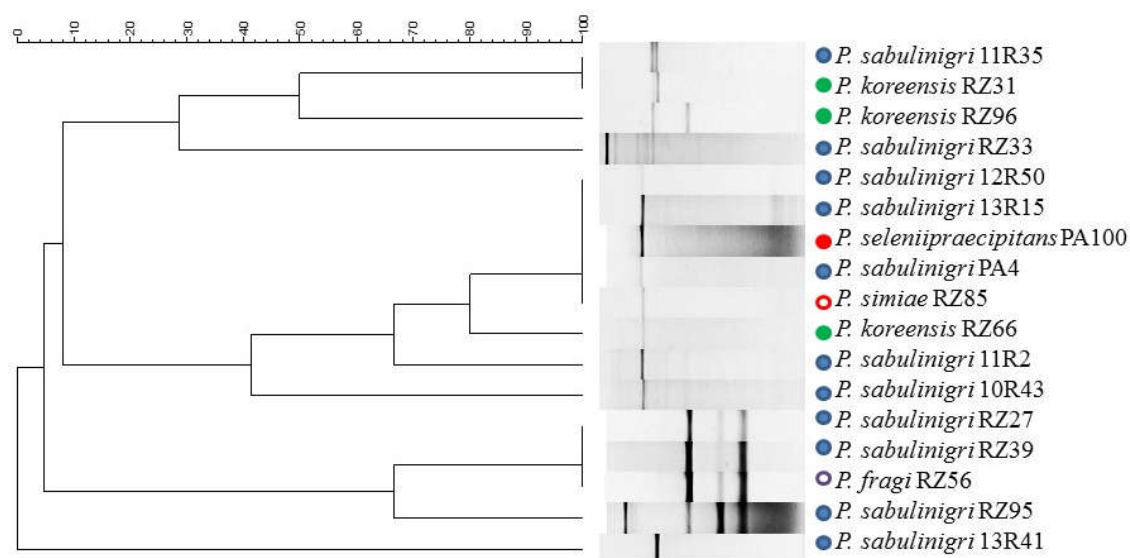 0 10 20 30 40 50 60 70 80 90 100
P. sabulinigri 11R35
P. koreensis RZ31
P. koreensis RZ96
P. sabulinigri RZ33
P. sabulinigri 12R50
P. sabulinigri 13R15
P. seleniipraecipitans PA100
P. sabulinigri PA4
P. simiae RZ85
P. koreensis RZ66
P. sabulinigri 11R2
P. sabulinigri 10R43
P. sabulinigri RZ27
P. sabulinigri RZ39
P. fragi RZ56
P. sabulinigri RZ95
P. sabulinigri 13R41